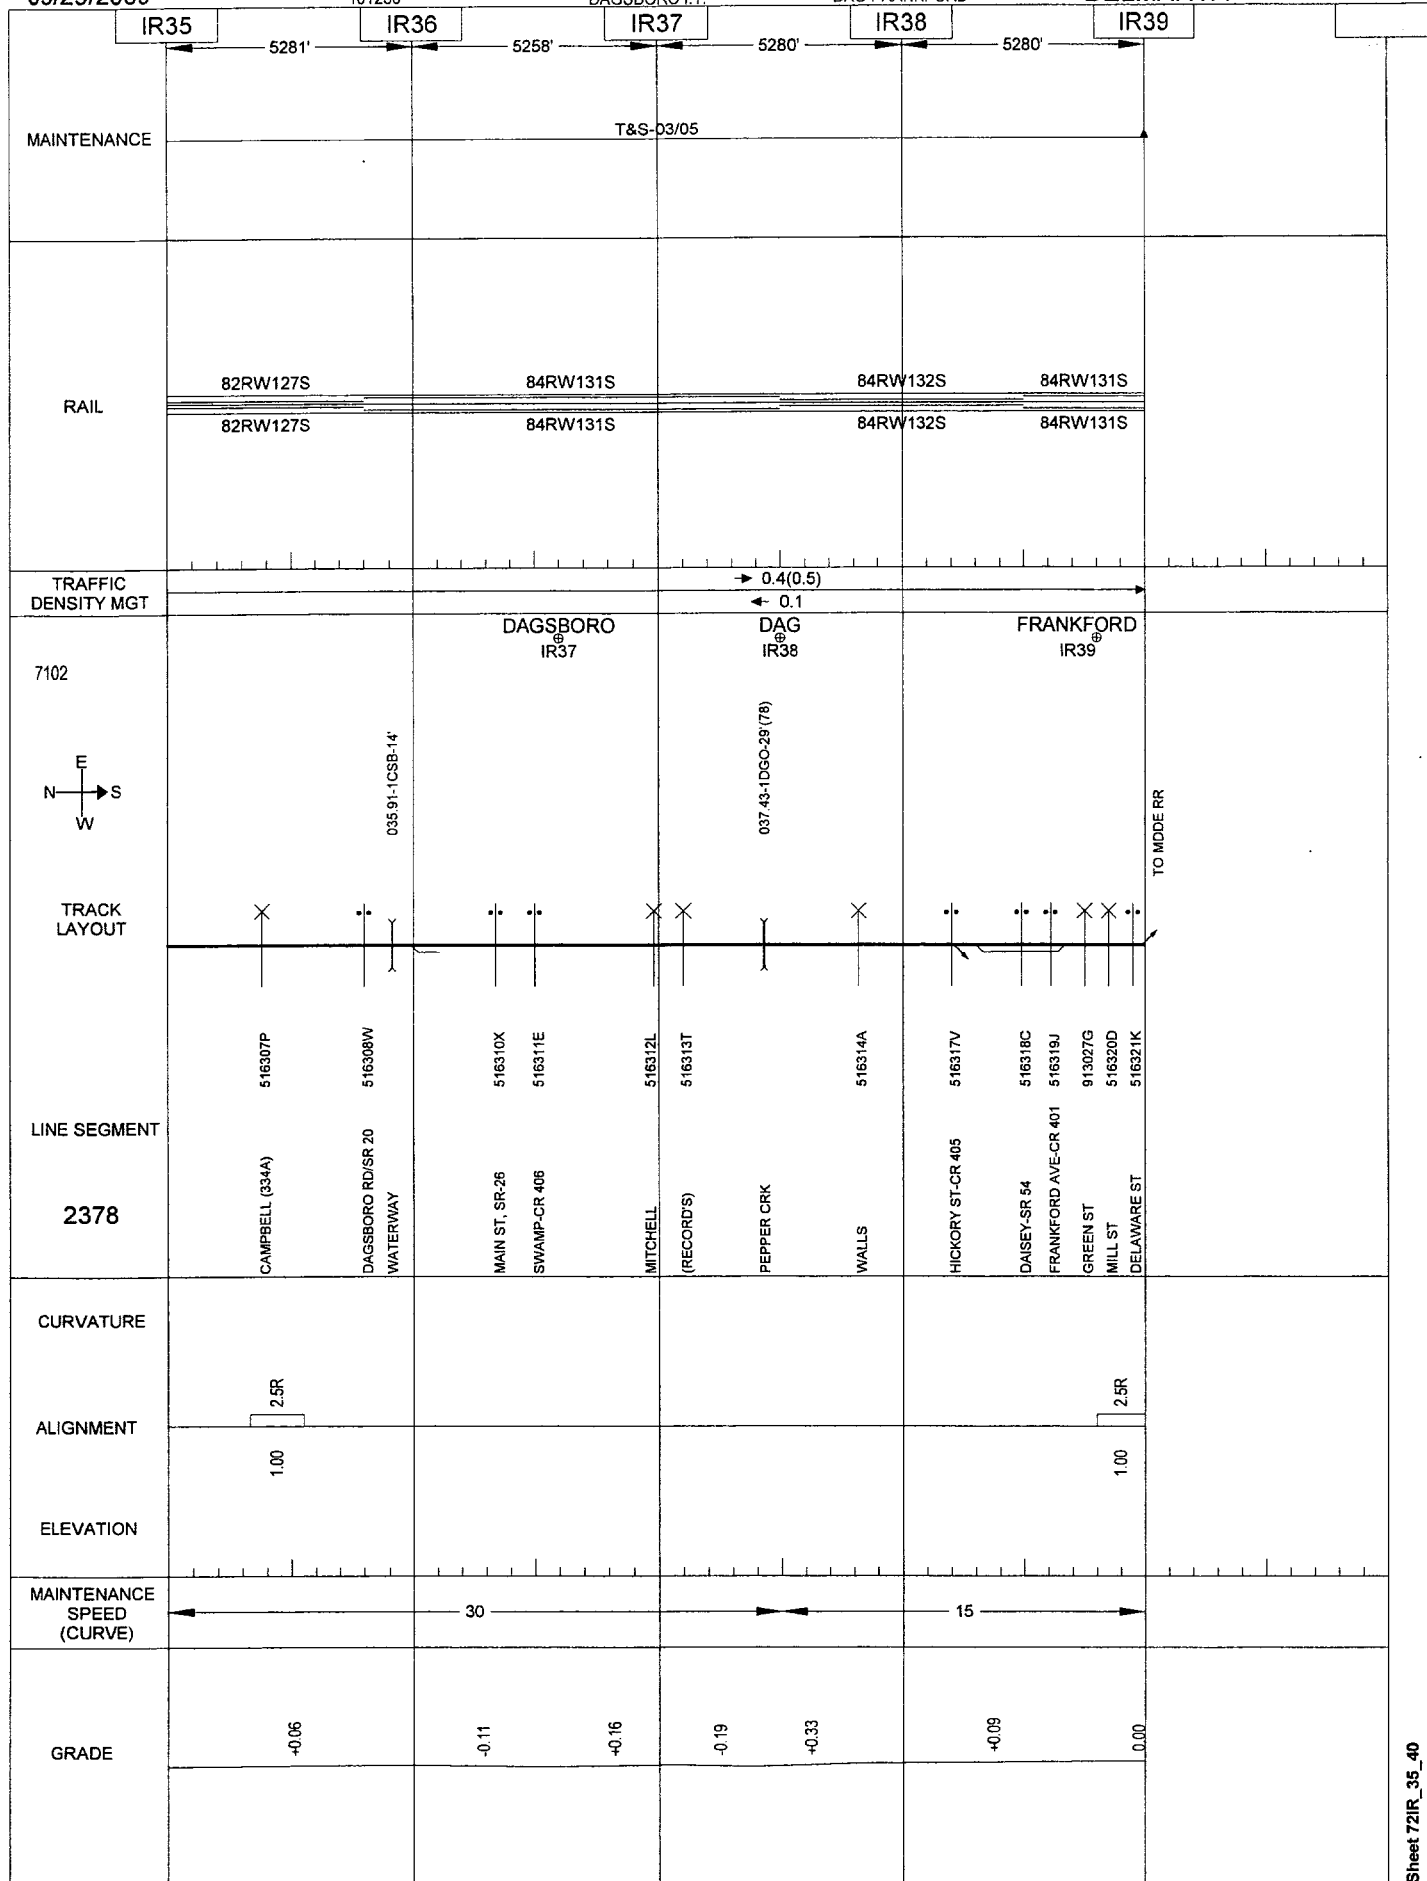 IR35 IR36 IR37 IR38 IR39
5281' 5258' 5280' 5280'
MAINTENANCE
T&S-03/05
RAIL
82RW127S 84RW131S 84RW132S 84RW131S
82RW127S 84RW131S 84RW132S 84RW131S
TRAFFIC
DENSITY MGT
0.4(0.5)
0.1
DAGSBORO DAG FRANKFORD
IR37 IR38 IR39
7102
E
N S
W
035.91-1CSB-14'
037.43-1DGO-29'(78)
TO MDDE RR
TRACK
LAYOUT
516307P
516308W
516310X
516311E
516312L
516313T
516314A
516317V
516318C
516319J
913027G
516320D
516321K
LINE SEGMENT
2378
CAMPBELL (334A)
DAGSBORO RD/SR 20
WATERWAY
MAIN ST, SR-26
SWAMP-CR 406
MITCHELL
(RECORD'S)
PEPPER CRK
WALLS
HICKORY ST-CR 405
DAISEY-SR 54
FRANKFORD AVE-CR 401
GREEN ST
MILL ST
DELAWARE ST
CURVATURE
2.5R 2.5R
ALIGNMENT
1.00 1.00
ELEVATION
MAINTENANCE
SPEED
(CURVE)
30 15
GRADE
+0.06 -0.11 +0.16 -0.19 +0.33 +0.09 0.00
Sheet 72IR_35_40